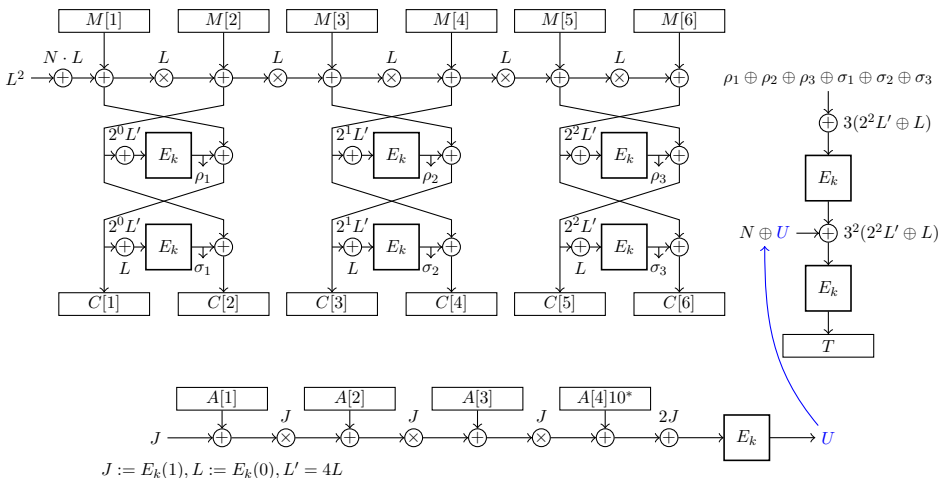 M[1] M[2] M[3] M[4] M[5] M[6]
L² N · L L L L L L
ρ₁ ⊕ ρ₂ ⊕ ρ₃ ⊕ σ₁ ⊕ σ₂ ⊕ σ₃
3(2²L′ ⊕ L)
2⁰L′ 2¹L′ 2²L′
E_k E_k E_k
ρ₁ ρ₂ ρ₃
E_k
N ⊕ U 3²(2²L′ ⊕ L)
2⁰L′ 2¹L′ 2²L′
E_k E_k E_k
L σ₁ L σ₂ L σ₃
E_k
C[1] C[2] C[3] C[4] C[5] C[6]
T
A[1] A[2] A[3] A[4]10*
J J J J 2J
E_k U
J := E_k(1), L := E_k(0), L′ = 4L